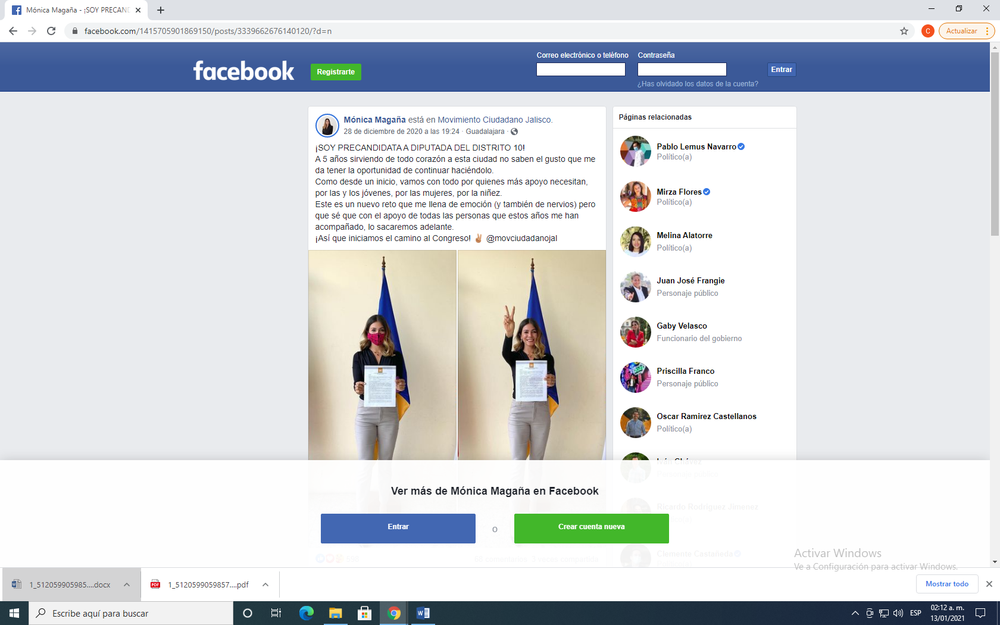 Mónica Magaña - ¡SOY PRECAND
facebook.com/1415705901869150/posts/3339662676140120/?d=n
C
Actualizar
facebook
Registrarte
Correo electrónico o teléfono
Contraseña
Entrar
¿Has olvidado los datos de la cuenta?
Mónica Magaña está en Movimiento Ciudadano Jalisco.
28 de diciembre de 2020 a las 19:24 · Guadalajara ·
¡SOY PRECANDIDATA A DIPUTADA DEL DISTRITO 10!
A 5 años sirviendo de todo corazón a esta ciudad no saben el gusto que me
da tener la oportunidad de continuar haciéndolo.
Como desde un inicio, vamos con todo por quienes más apoyo necesitan,
por las y los jóvenes, por las mujeres, por la niñez.
Este es un nuevo reto que me llena de emoción (y también de nervios) pero
que sé que con el apoyo de todas las personas que estos años me han
acompañado, lo sacaremos adelante.
¡Así que iniciamos el camino al Congreso! ✌🏽 @movciudadanojal
Páginas relacionadas
Pablo Lemus Navarro
Político(a)
Mirza Flores
Político(a)
Melina Alatorre
Político(a)
Juan José Frangie
Personaje público
Gaby Velasco
Funcionario del gobierno
Priscilla Franco
Personaje público
Oscar Ramirez Castellanos
Político(a)
Iván Chávez
Personaje público
Ricardo Rodríguez Jiménez
Clemente Castañeda
Ver más de Mónica Magaña en Facebook
Entrar
o
Crear cuenta nueva
Activar Windows
Ve a Configuración para activar Windows.
1_512059905985....docx
PDF
1_5120599059857....pdf
Mostrar todo
Escribe aquí para buscar
ESP
02:12 a. m.
13/01/2021